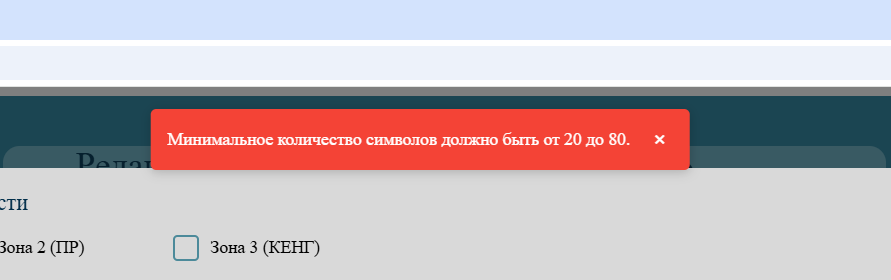 Минимальное количество символов должно быть от 20 до 80. ×
сти
Зона 2 (ПР) Зона 3 (КЕНГ)